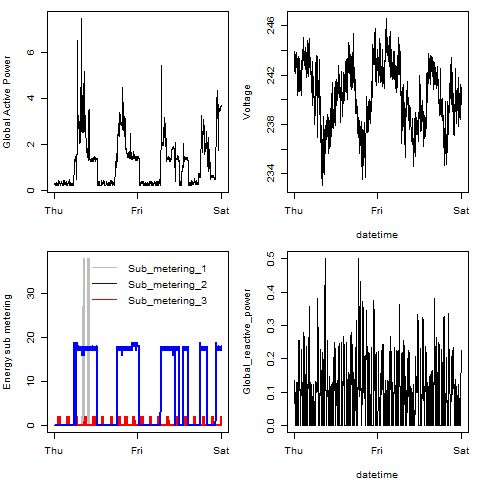 Global Active Power
6
4
2
0
Thu Fri Sat
Voltage
246
242
238
234
Thu Fri Sat
datetime
Energy sub metering
30
20
10
0
Sub_metering_1
Sub_metering_2
Sub_metering_3
Thu Fri Sat
Global_reactive_power
0.5
0.4
0.3
0.2
0.1
0.0
Thu Fri Sat
datetime